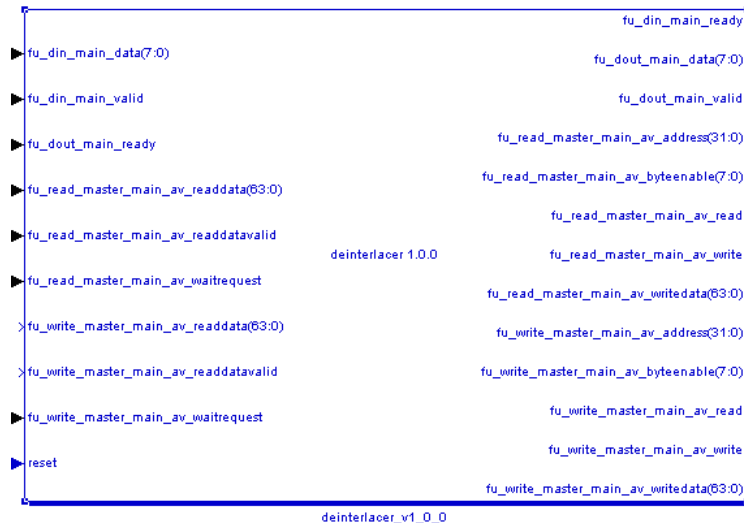 fu_din_main_ready
fu_din_main_data(7:0)
fu_dout_main_data(7:0)
fu_din_main_valid
fu_dout_main_valid
fu_dout_main_ready
fu_read_master_main_av_address(31:0)
fu_read_master_main_av_byteenable(7:0)
fu_read_master_main_av_readdata(63:0)
fu_read_master_main_av_read
fu_read_master_main_av_readdatavalid
deinterlacer 1.0.0
fu_read_master_main_av_write
fu_read_master_main_av_waitrequest
fu_read_master_main_av_writedata(63:0)
fu_write_master_main_av_readdata(63:0)
fu_write_master_main_av_address(31:0)
fu_write_master_main_av_readdatavalid
fu_write_master_main_av_byteenable(7:0)
fu_write_master_main_av_waitrequest
fu_write_master_main_av_read
fu_write_master_main_av_write
reset
fu_write_master_main_av_writedata(63:0)
deinterlacer_v1_0_0